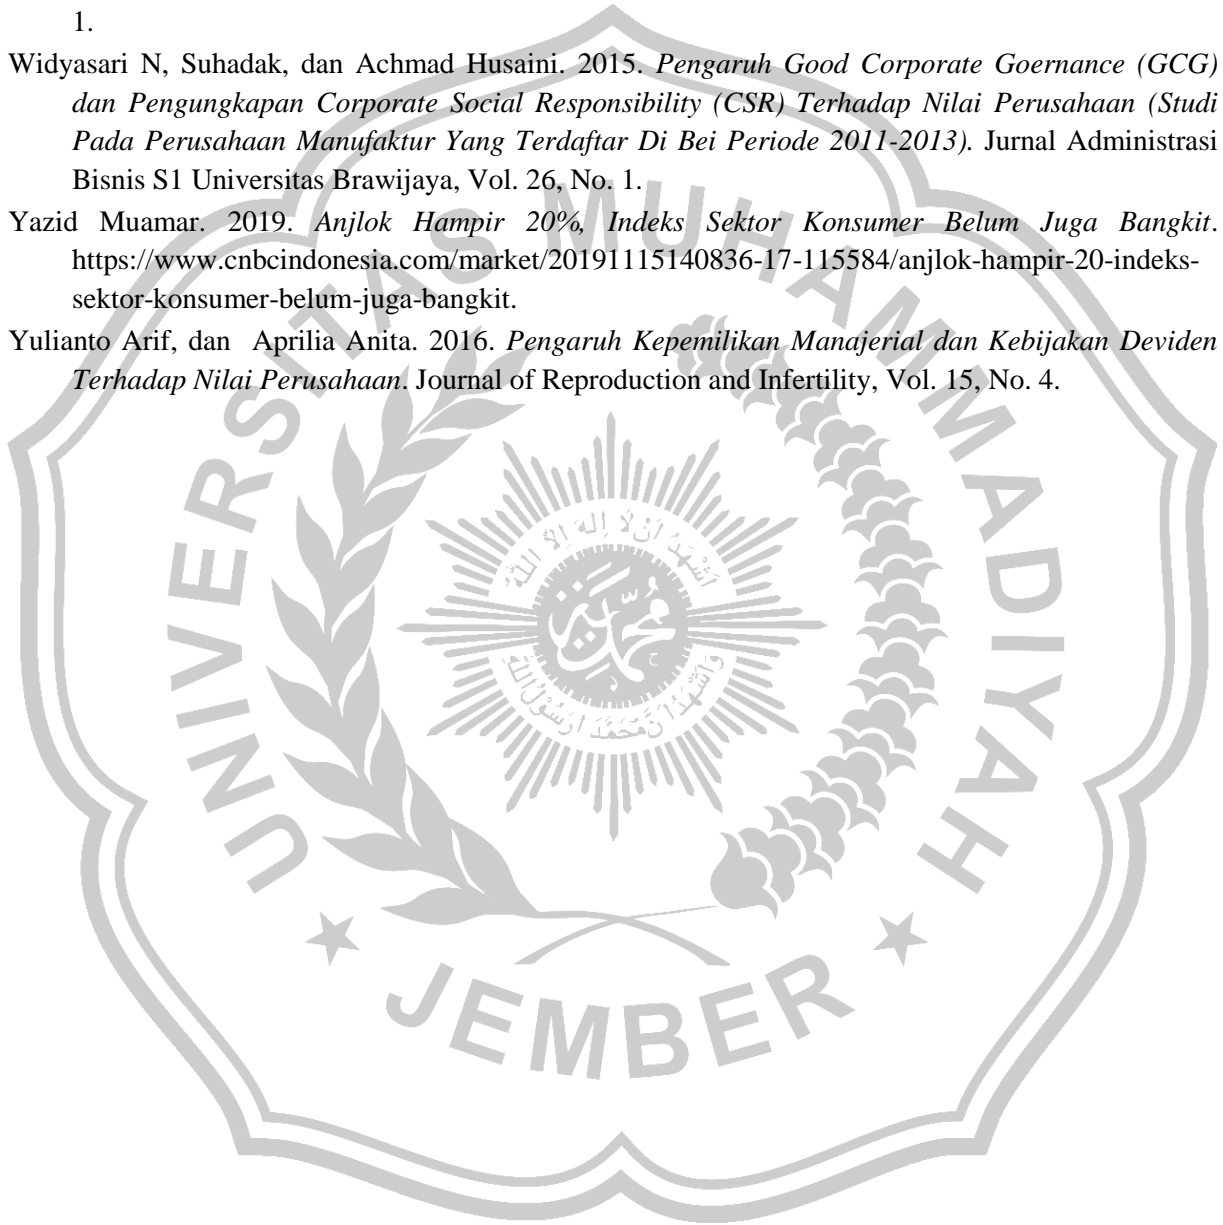 1.
Widyasari N, Suhadak, dan Achmad Husaini. 2015. Pengaruh Good Corporate Goernance (GCG)
dan Pengungkapan Corporate Social Responsibility (CSR) Terhadap Nilai Perusahaan (Studi
Pada Perusahaan Manufaktur Yang Terdaftar Di Bei Periode 2011-2013). Jurnal Administrasi
Bisnis S1 Universitas Brawijaya, Vol. 26, No. 1.
Yazid Muamar. 2019. Anjlok Hampir 20%, Indeks Sektor Konsumer Belum Juga Bangkit.
https://www.cnbcindonesia.com/market/20191115140836-17-115584/anjlok-hampir-20-indeks-
sektor-konsumer-belum-juga-bangkit.
Yulianto Arif, dan Aprilia Anita. 2016. Pengaruh Kepemilikan Manajerial dan Kebijakan Deviden
Terhadap Nilai Perusahaan. Journal of Reproduction and Infertility, Vol. 15, No. 4.
UNIVERSITAS MUHAMMADIYAH
JEMBER